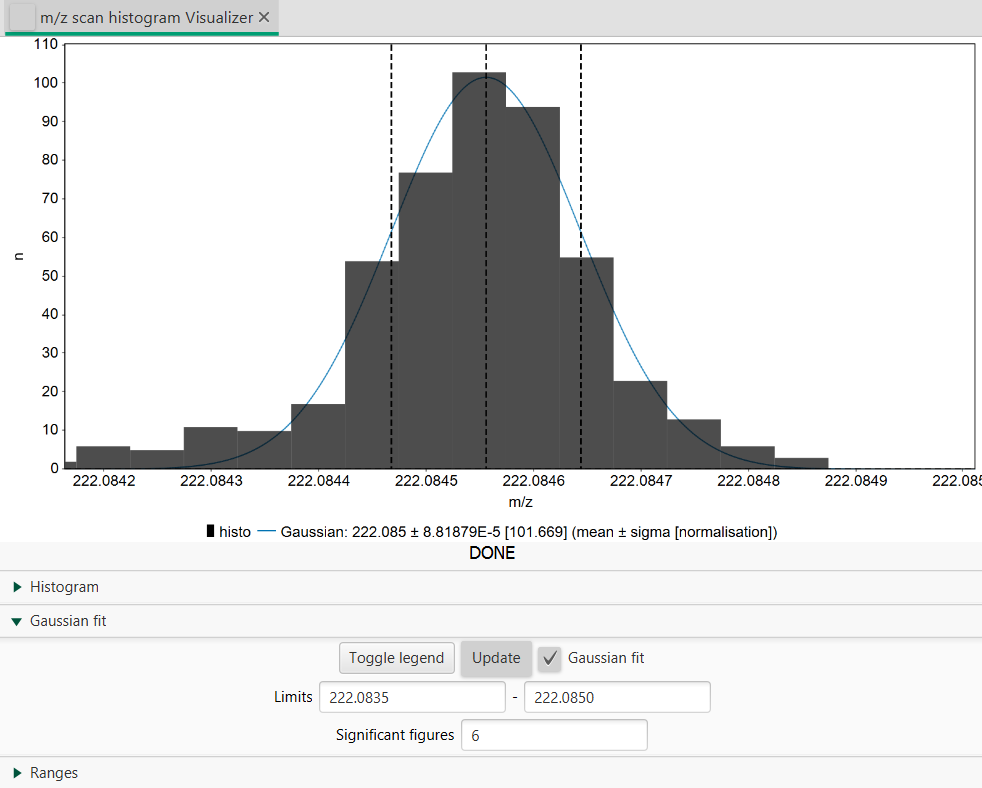 m/z scan histogram Visualizer ×
110
100
90
80
70
60
50
40
30
20
10
0
n
222.0842 222.0843 222.0844 222.0845 222.0846 222.0847 222.0848 222.0849 222.085
m/z
histo Gaussian: 222.085 ± 8.81879E-5 [101.669] (mean ± sigma [normalisation])
DONE
Histogram
Gaussian fit
Toggle legend Update Gaussian fit
Limits 222.0835 - 222.0850
Significant figures 6
Ranges